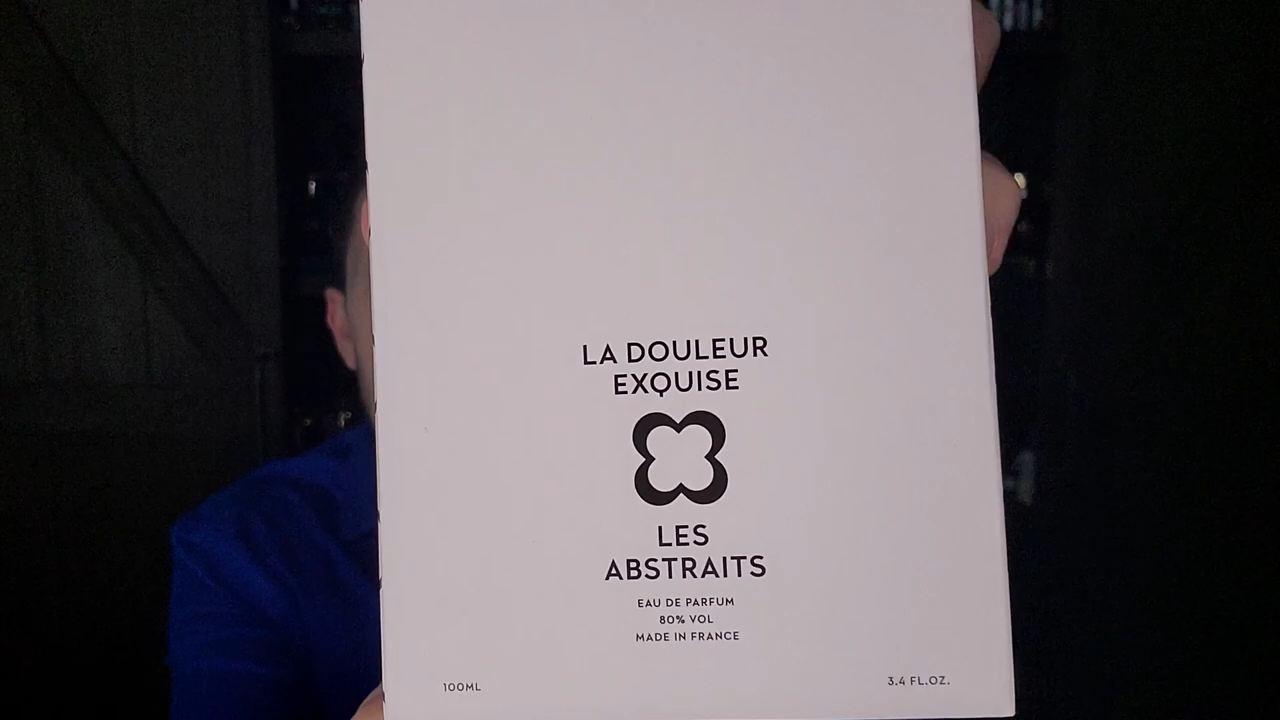 LA DOULEUR
EXQUISE
LES
ABSTRAITS
EAU DE PARFUM
80% VOL
MADE IN FRANCE
100ML
3.4 FL.OZ.